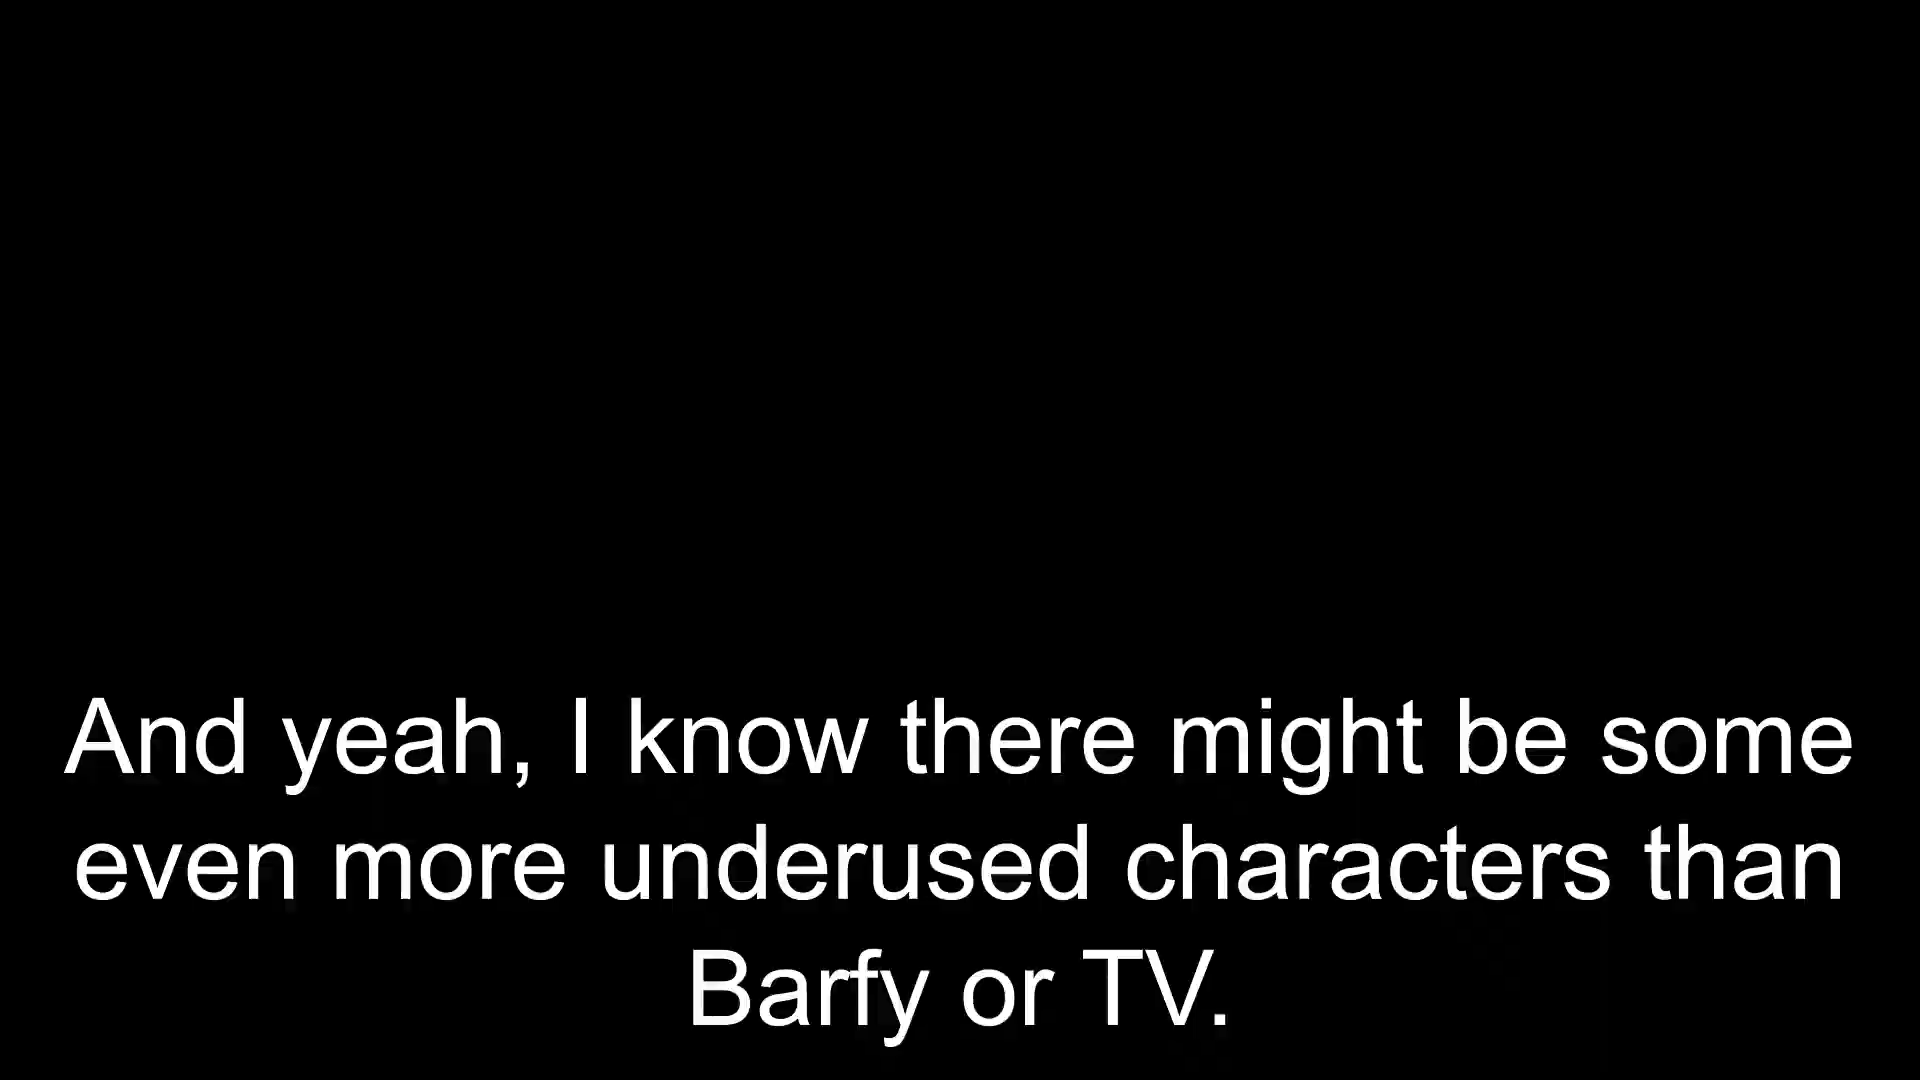 And yeah, I know there might be some
even more underused characters than
Barfy or TV.